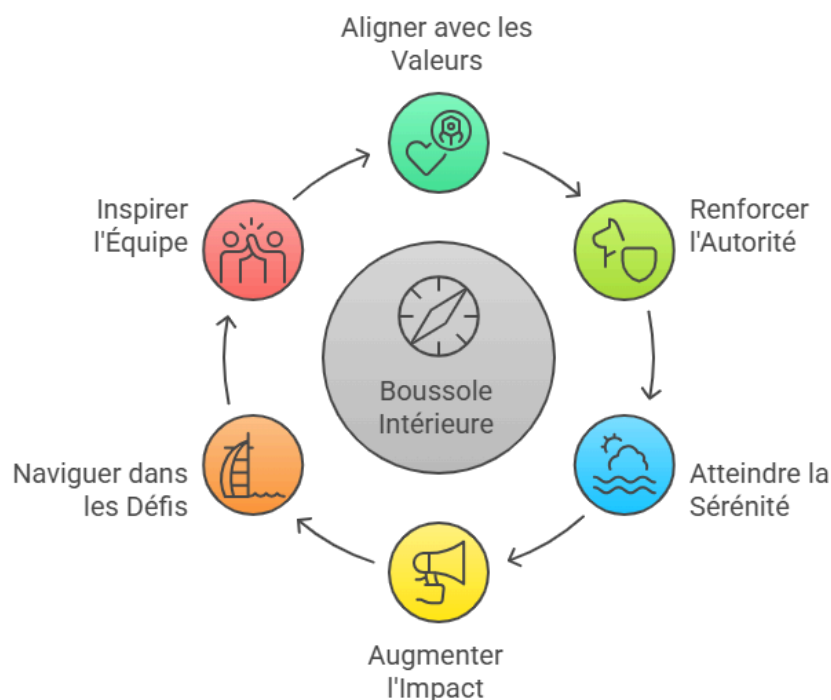 Aligner avec les
Valeurs
Renforcer
l'Autorité
Atteindre la
Sérénité
Augmenter
l'Impact
Naviguer dans
les Défis
Inspirer
l'Équipe
Boussole
Intérieure